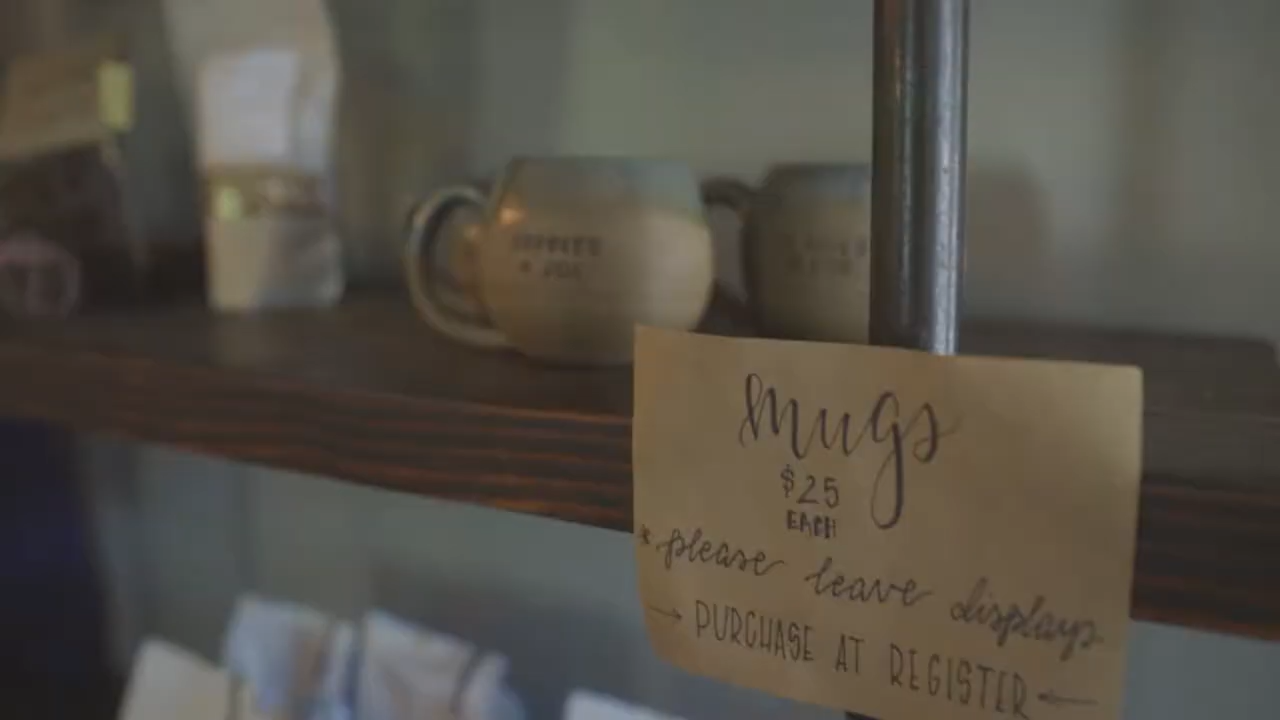 mugs
$25
EACH
* please leave displays
→ PURCHASE AT REGISTER ←